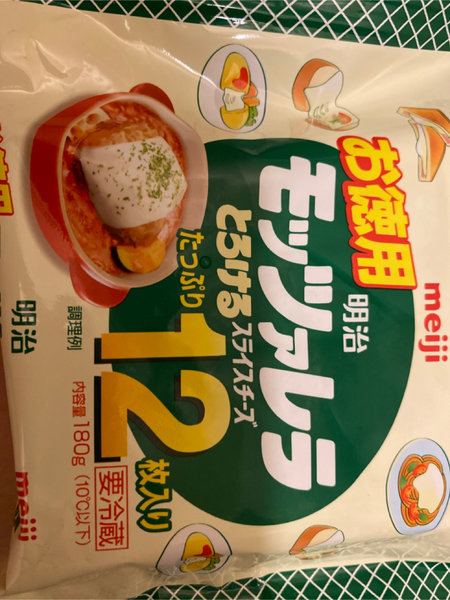 meiji
お徳用
明治
モッツァレラ
とろける
スライスチーズ
たっぷり
12
枚入り
調理例
内容量180g
(10℃以下)
要冷蔵
明治
meiji